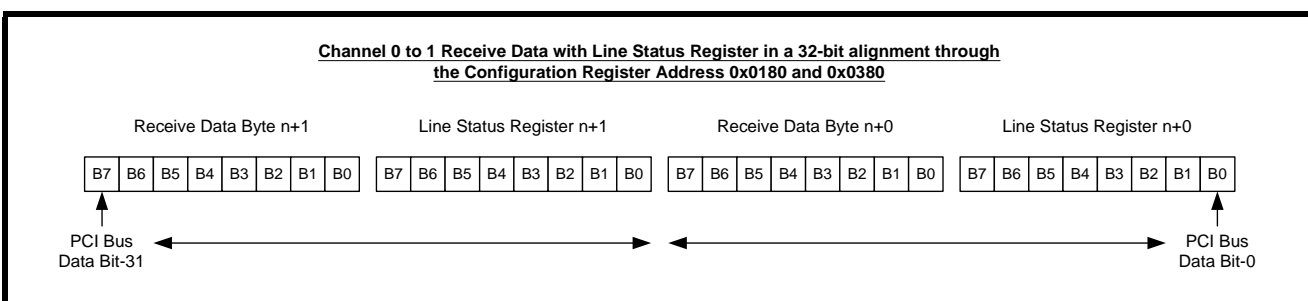 Channel 0 to 1 Receive Data with Line Status Register in a 32-bit alignment through
the Configuration Register Address 0x0180 and 0x0380
Receive Data Byte n+1 Line Status Register n+1 Receive Data Byte n+0 Line Status Register n+0
B7 B6 B5 B4 B3 B2 B1 B0 B7 B6 B5 B4 B3 B2 B1 B0 B7 B6 B5 B4 B3 B2 B1 B0 B7 B6 B5 B4 B3 B2 B1 B0
PCI Bus PCI Bus
Data Bit-31 Data Bit-0